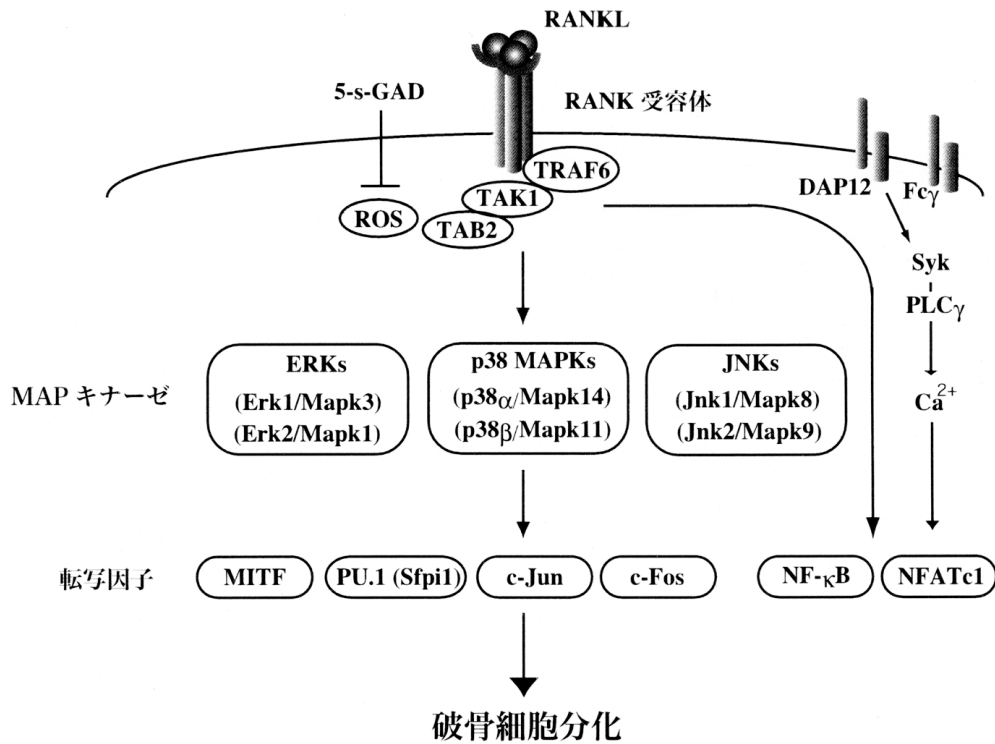 RANKL
5-s-GAD
RANK 受容体
TRAF6
DAP12
Fcγ
TAK1
ROS
TAB2
Syk
PLCγ
ERKs
p38 MAPKs
JNKs
MAP キナーゼ
(Erk1/Mapk3)
(p38α/Mapk14)
(Jnk1/Mapk8)
Ca2+
(Erk2/Mapk1)
(p38β/Mapk11)
(Jnk2/Mapk9)
転写因子
MITF
PU.1 (Sfpi1)
c-Jun
c-Fos
NF-κB
NFATc1
破骨細胞分化